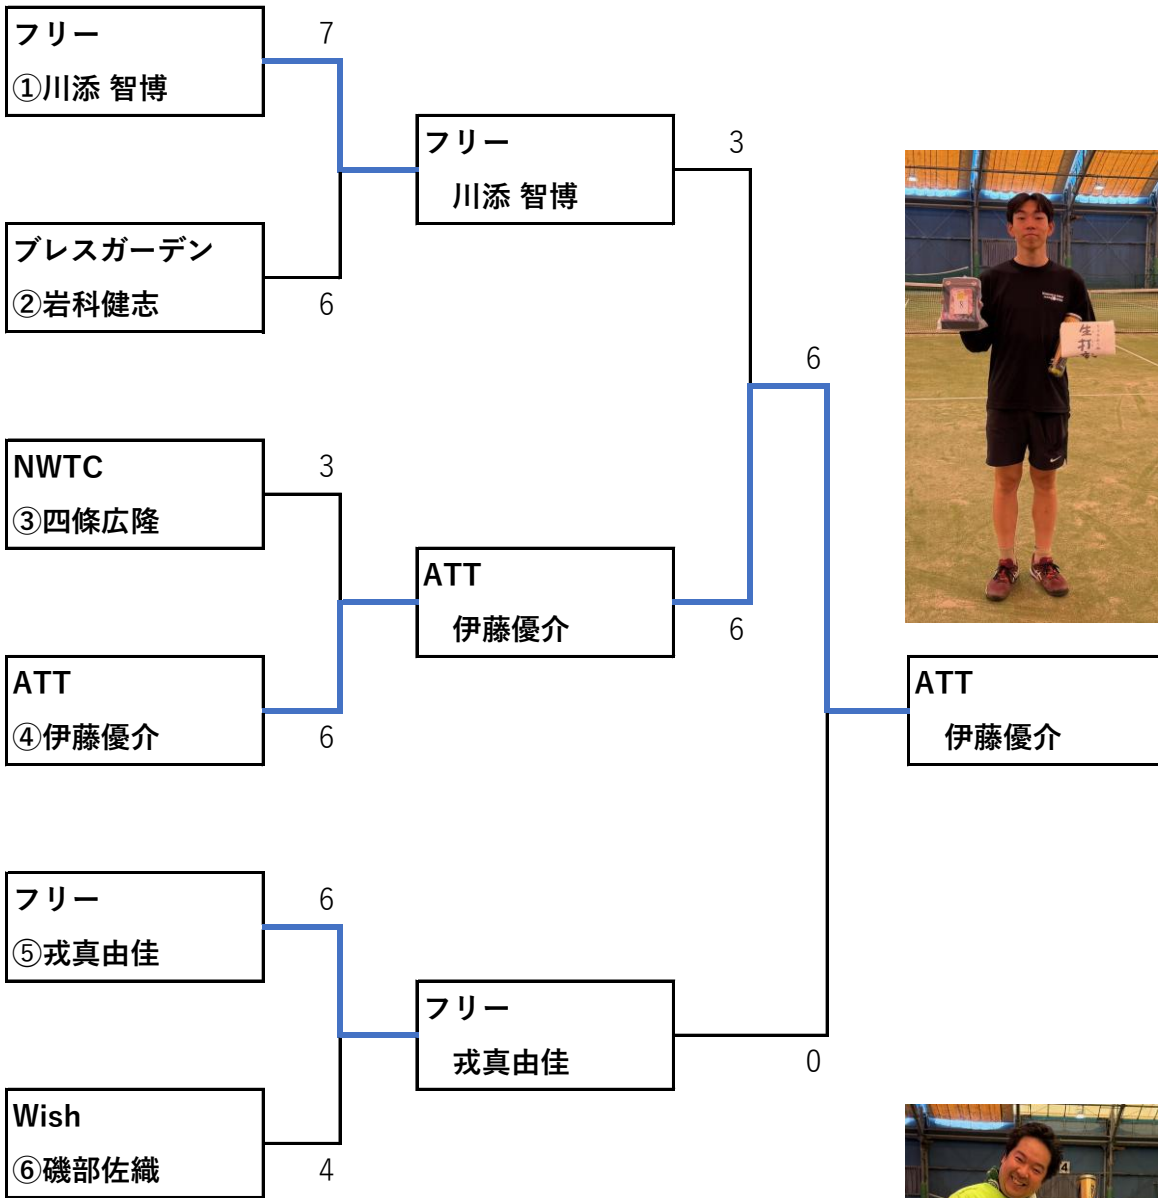 フリー
①川添 智博
7
ブレスガーデン
②岩科健志
6
NWTC
③四條広隆
3
ATT
④伊藤優介
6
フリー
⑤戎真由佳
6
Wish
⑥磯部佐織
4
フリー
川添 智博
3
ATT
伊藤優介
6
フリー
戎真由佳
0
6
ATT
伊藤優介
8
生打
4